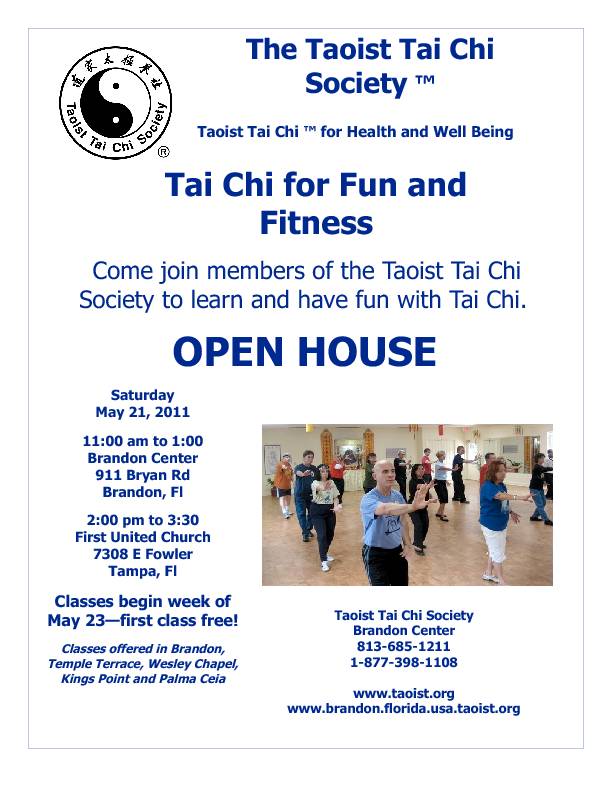 道家太極拳社
Taoist Tai Chi Society
®
The Taoist Tai Chi
Society ™
Taoist Tai Chi ™ for Health and Well Being
Tai Chi for Fun and
Fitness
Come join members of the Taoist Tai Chi
Society to learn and have fun with Tai Chi.
OPEN HOUSE
Saturday
May 21, 2011
11:00 am to 1:00
Brandon Center
911 Bryan Rd
Brandon, Fl
2:00 pm to 3:30
First United Church
7308 E Fowler
Tampa, Fl
Classes begin week of
May 23—first class free!
Classes offered in Brandon,
Temple Terrace, Wesley Chapel,
Kings Point and Palma Ceia
Taoist Tai Chi Society
Brandon Center
813-685-1211
1-877-398-1108
www.taoist.org
www.brandon.florida.usa.taoist.org